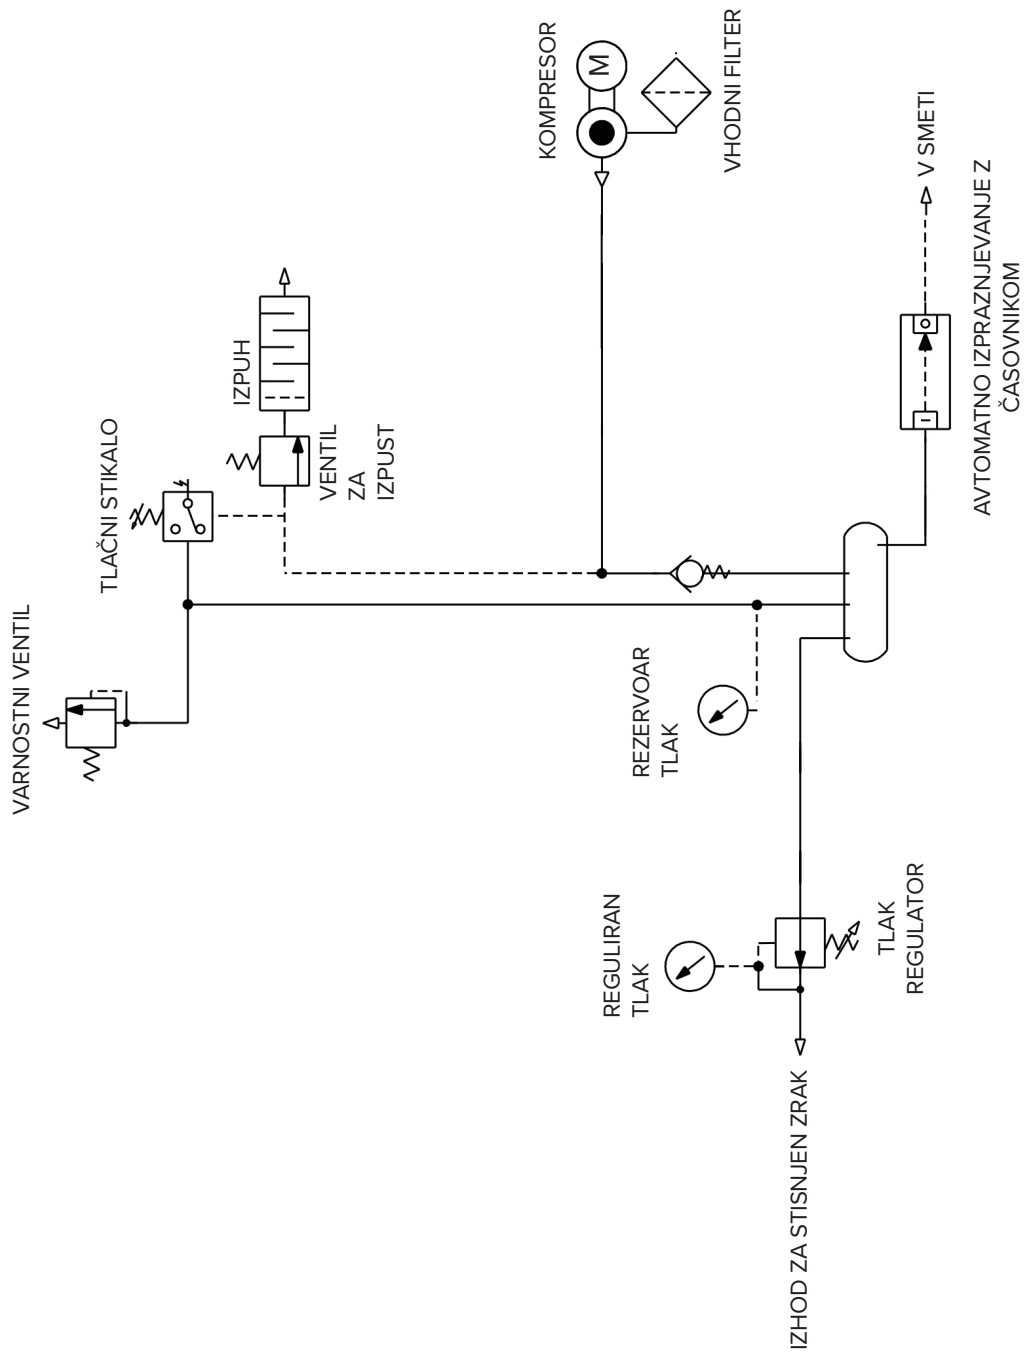 VARNOSTNI VENTIL
TLAČNI STIKALO
IZPUH
VENTIL
ZA
IZPUST
KOMPRESOR
M
VHODNI FILTER
V SMETI
AVTOMATNO IZPRAZNJEVANJE Z
ČASOVNIKOM
REZERVOAR
TLAK
REGULIRAN
TLAK
TLAK
REGULATOR
IZHOD ZA STISNJEN ZRAK